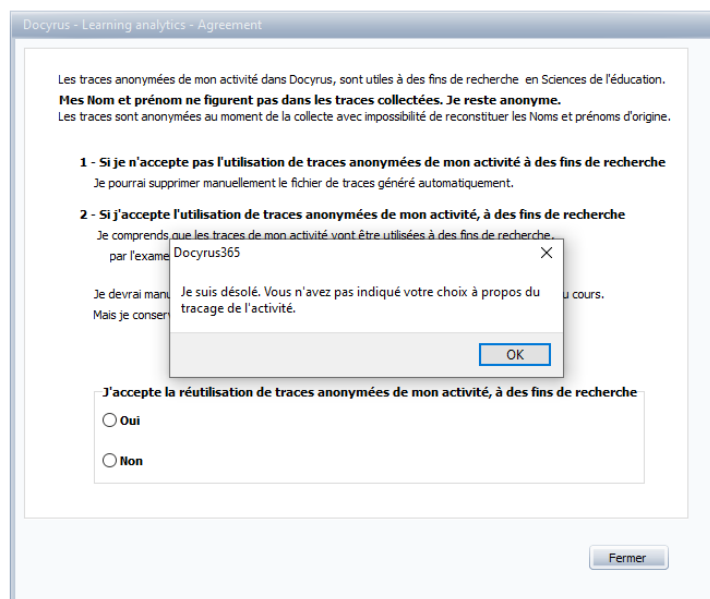 Docyrus - Learning analytics - Agreement
Les traces anonymées de mon activité dans Docyrus, sont utiles à des fins de recherche en Sciences de l'éducation.
Mes Nom et prénom ne figurent pas dans les traces collectées. Je reste anonyme.
Les traces sont anonymées au moment de la collecte avec impossibilité de reconstituer les Noms et prénoms d'origine.
1 - Si je n'accepte pas l'utilisation de traces anonymées de mon activité à des fins de recherche
Je pourrai supprimer manuellement le fichier de traces généré automatiquement.
2 - Si j'accepte l'utilisation de traces anonymées de mon activité, à des fins de recherche
Je comprends que les traces de mon activité vont être utilisées à des fins de recherche,
par l'exame
Docyrus365
Je suis désolé. Vous n'avez pas indiqué votre choix à propos du
tracage de l'activité.
OK
Je devrai manu
u cours.
Mais je conser
J'accepte la réutilisation de traces anonymées de mon activité, à des fins de recherche
Oui
Non
Fermer